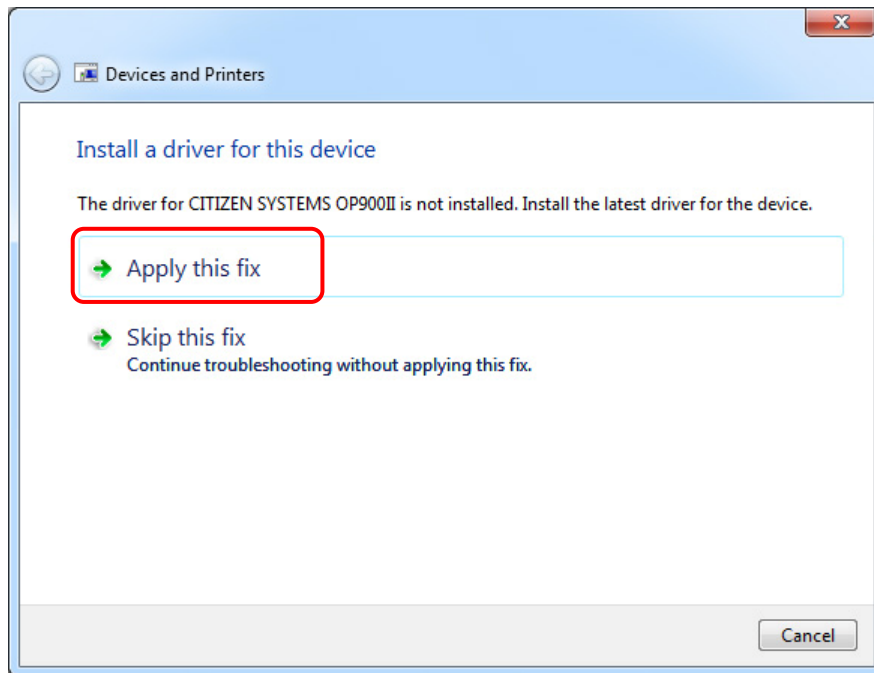 Devices and Printers
Install a driver for this device
The driver for CITIZEN SYSTEMS OP900II is not installed. Install the latest driver for the device.
Apply this fix
Skip this fix
Continue troubleshooting without applying this fix.
Cancel